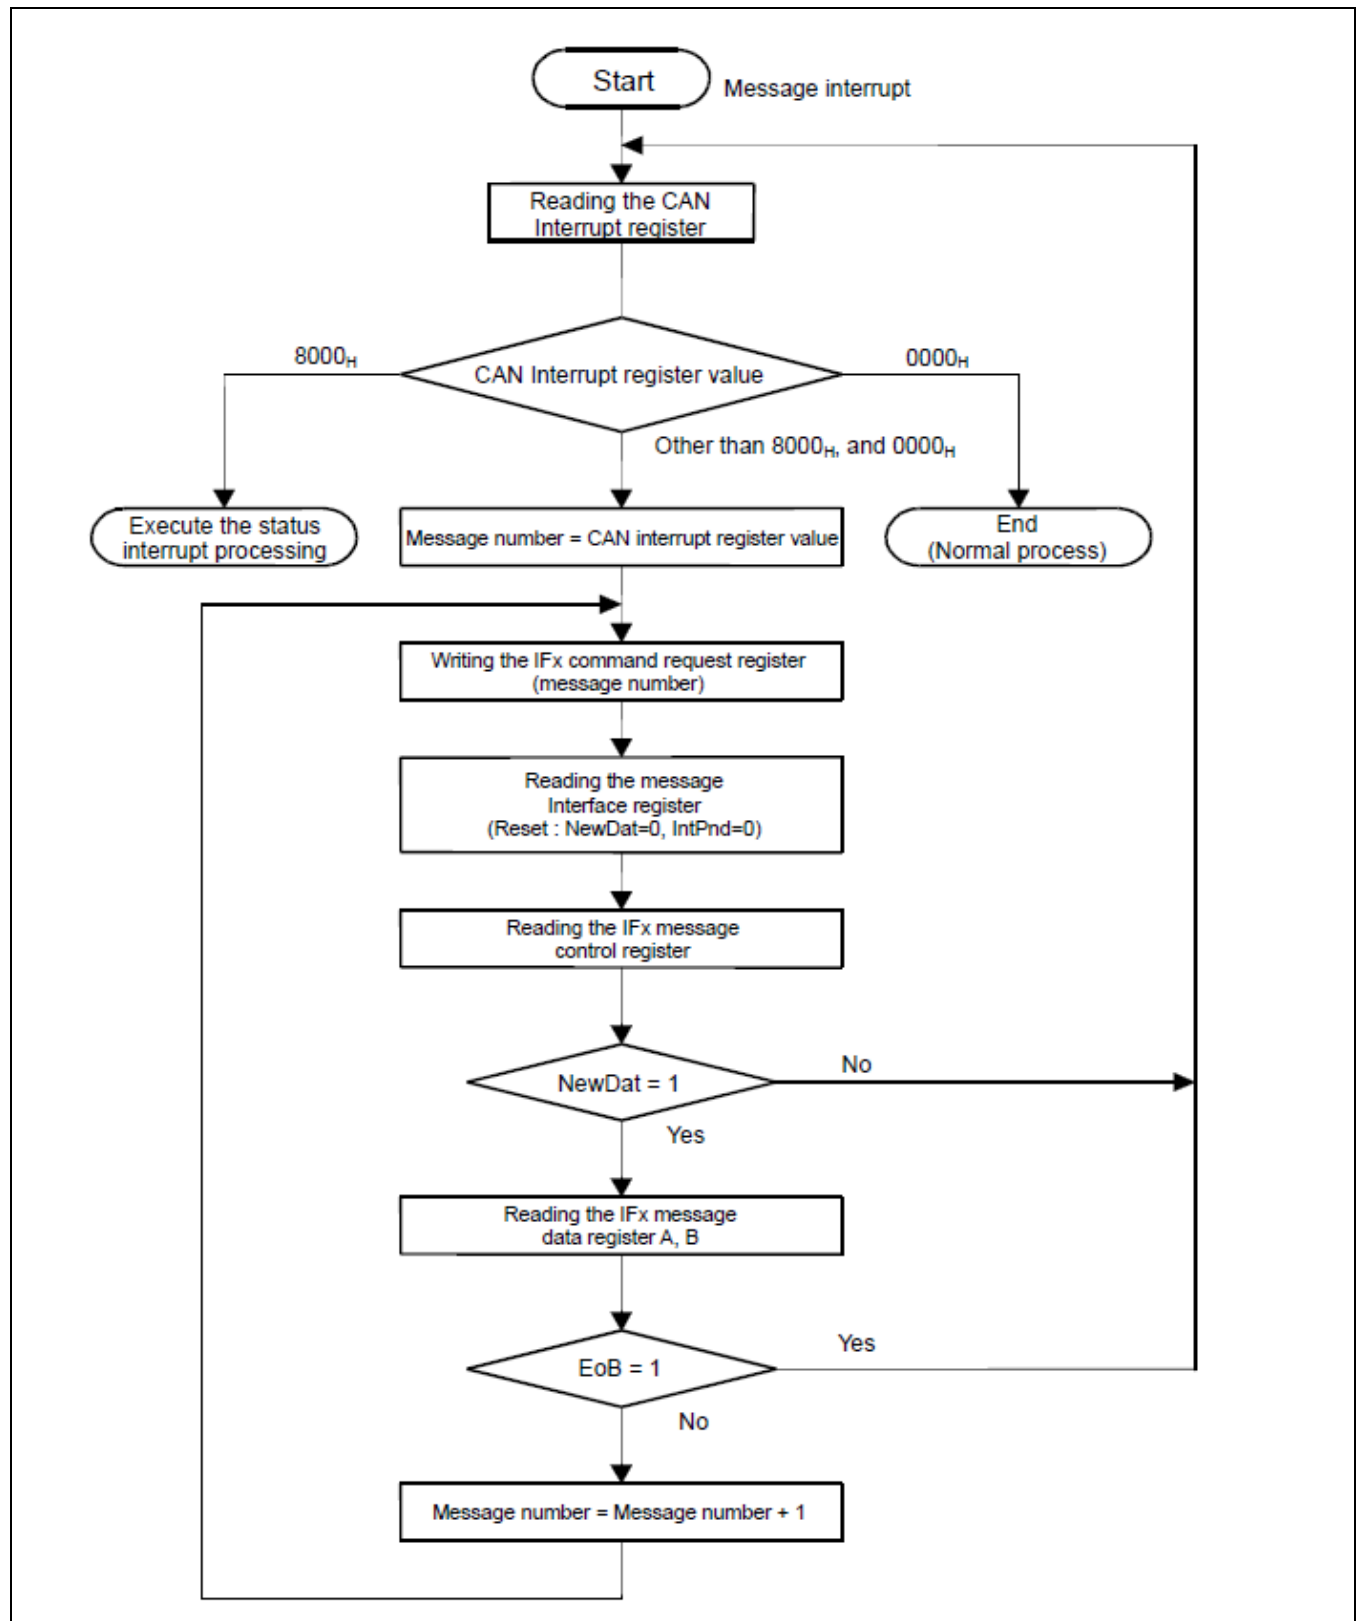 Start
Message interrupt
Reading the CAN
Interrupt register
8000H
CAN Interrupt register value
0000H
Other than 8000H, and 0000H
Execute the status
interrupt processing
Message number = CAN interrupt register value
End
(Normal process)
Writing the IFx command request register
(message number)
Reading the message
Interface register
(Reset : NewDat=0, IntPnd=0)
Reading the IFx message
control register
NewDat = 1
No
Yes
Reading the IFx message
data register A, B
EoB = 1
Yes
No
Message number = Message number + 1